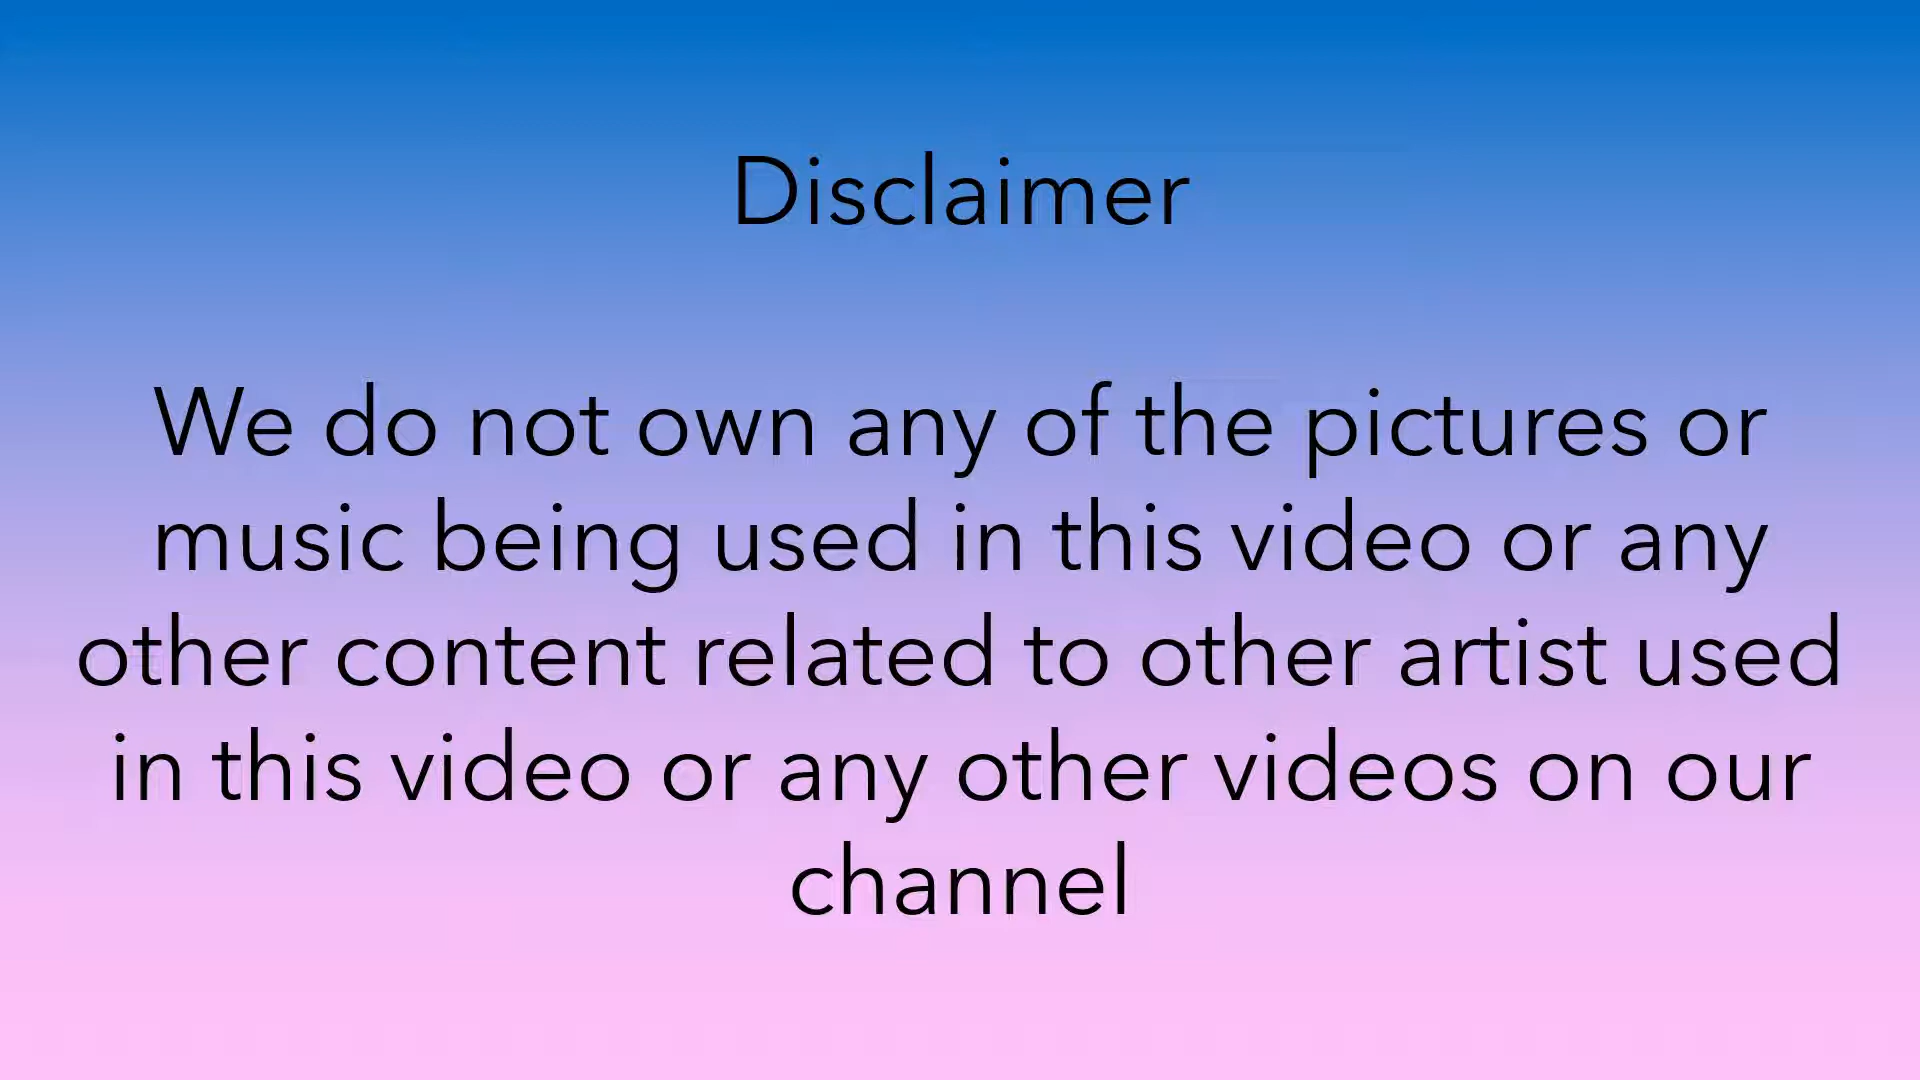 Disclaimer
We do not own any of the pictures or
music being used in this video or any
other content related to other artist used
in this video or any other videos on our
channel